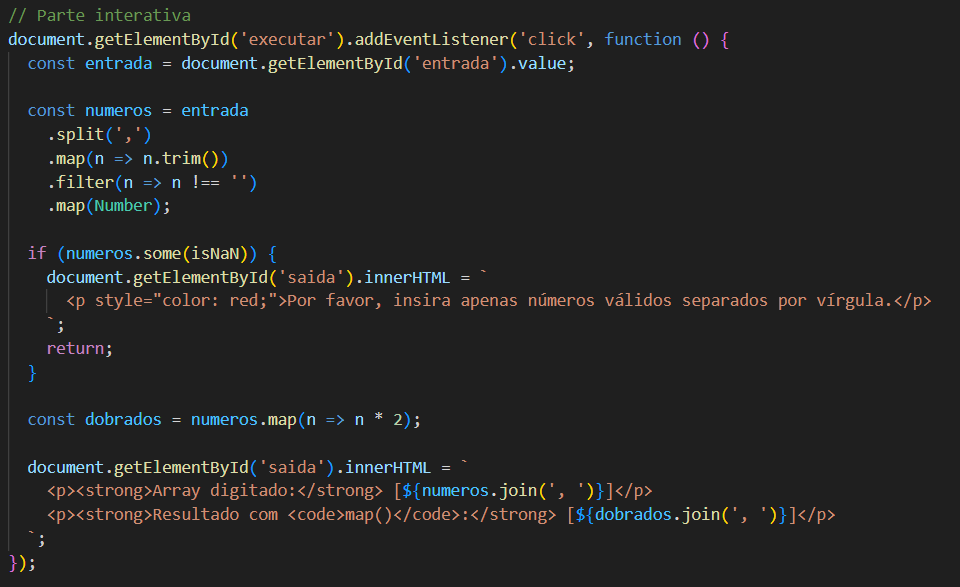 // Parte interativa
document.getElementById('executar').addEventListener('click', function () {
  const entrada = document.getElementById('entrada').value;

  const numeros = entrada
    .split(',')
    .map(n => n.trim())
    .filter(n => n !== '')
    .map(Number);

  if (numeros.some(isNaN)) {
    document.getElementById('saida').innerHTML = `
      <p style="color: red;">Por favor, insira apenas números válidos separados por vírgula.</p>
    `;
    return;
  }

  const dobrados = numeros.map(n => n * 2);

  document.getElementById('saida').innerHTML = `
    <p><strong>Array digitado:</strong> [${numeros.join(', ')}]</p>
    <p><strong>Resultado com <code>map()</code>:</strong> [${dobrados.join(', ')}]</p>
  `;
});